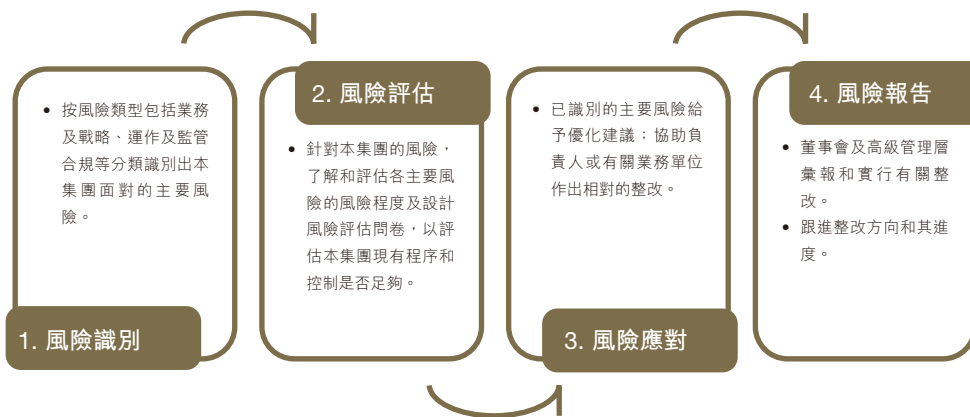 • 按風險類型包括業務
及戰略、運作及監管
合規等分類識別出本
集團面對的主要風
險。
1. 風險識別
2. 風險評估
• 針對本集團的風險，
了解和評估各主要風
險的風險程度及設計
風險評估問卷，以評
估本集團現有程序和
控制是否足夠。
• 已識別的主要風險給
予優化建議；協助負
責人或有關業務單位
作出相對的整改。
3. 風險應對
4. 風險報告
• 董事會及高級管理層
彙報和實行有關整
改。
• 跟進整改方向和其進
度。